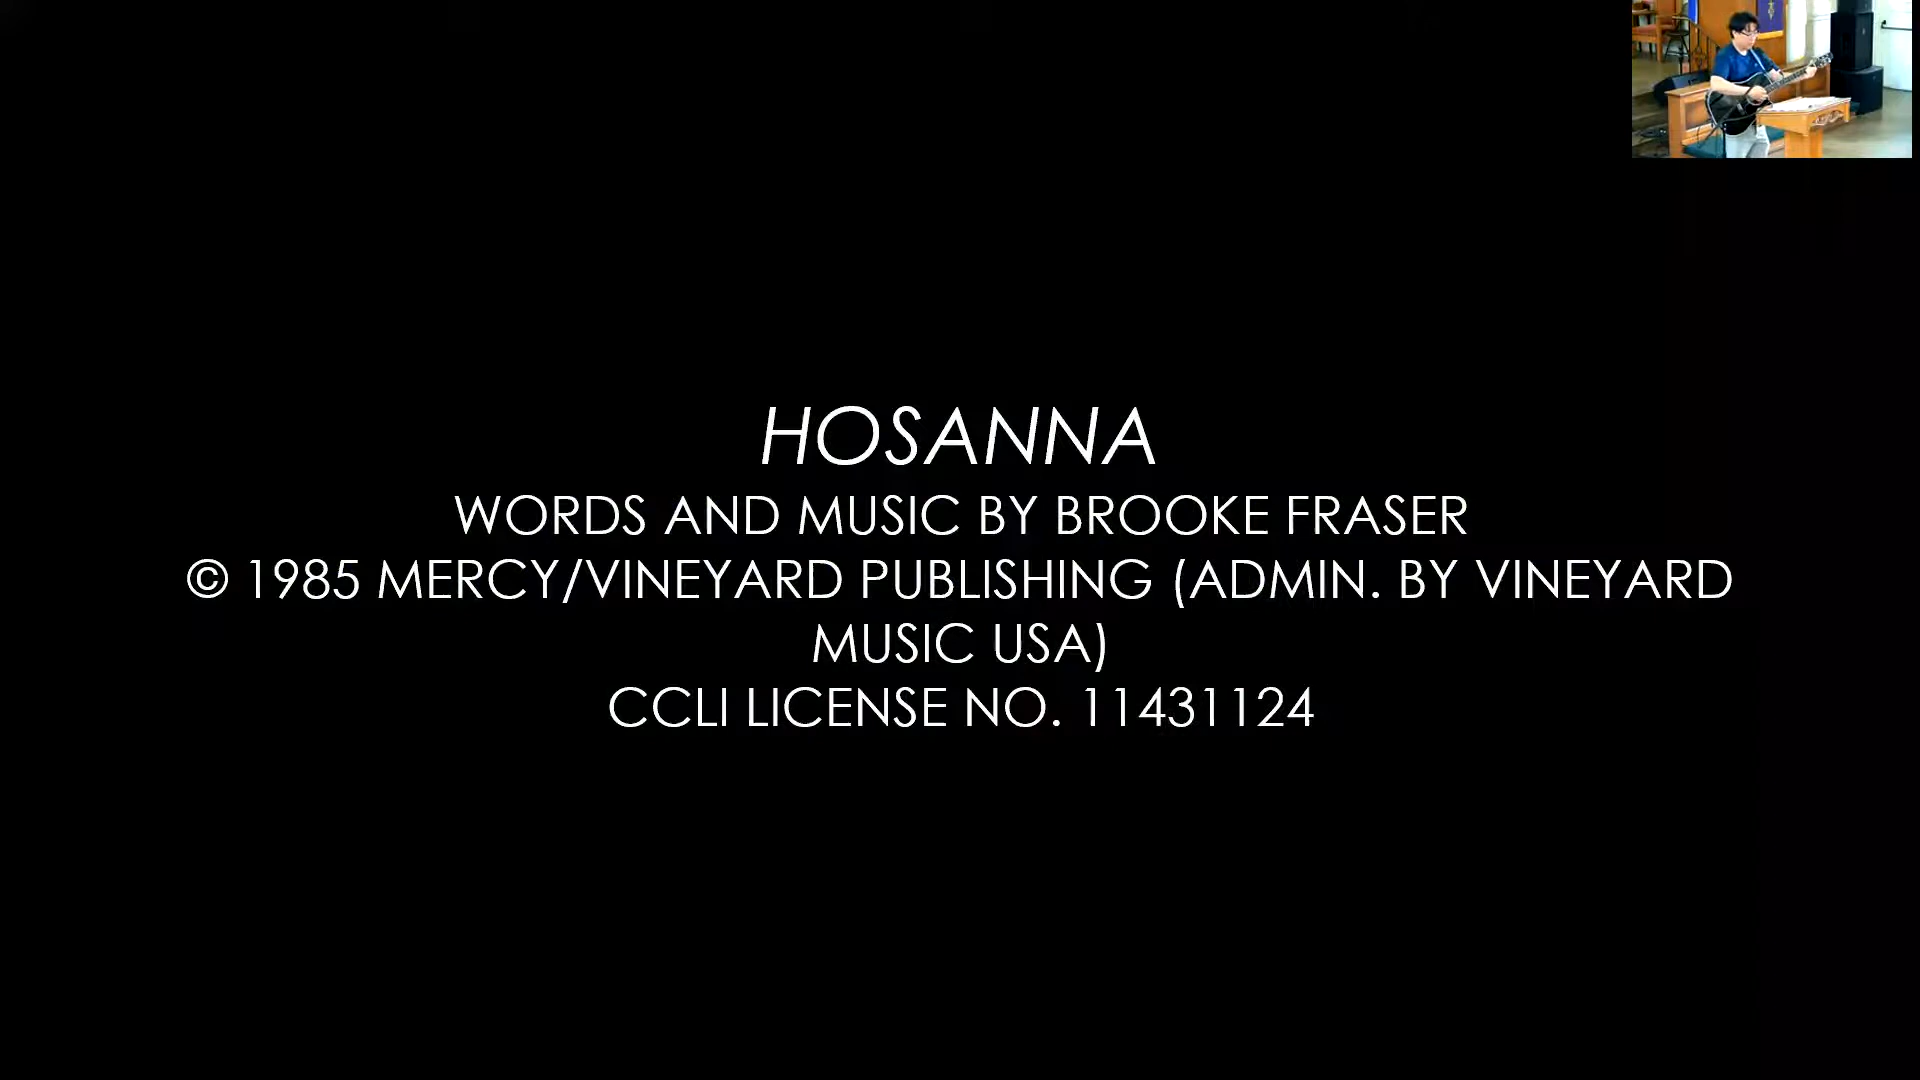 HOSANNA
WORDS AND MUSIC BY BROOKE FRASER
© 1985 MERCY/VINEYARD PUBLISHING (ADMIN. BY VINEYARD
MUSIC USA)
CCLI LICENSE NO. 11431124